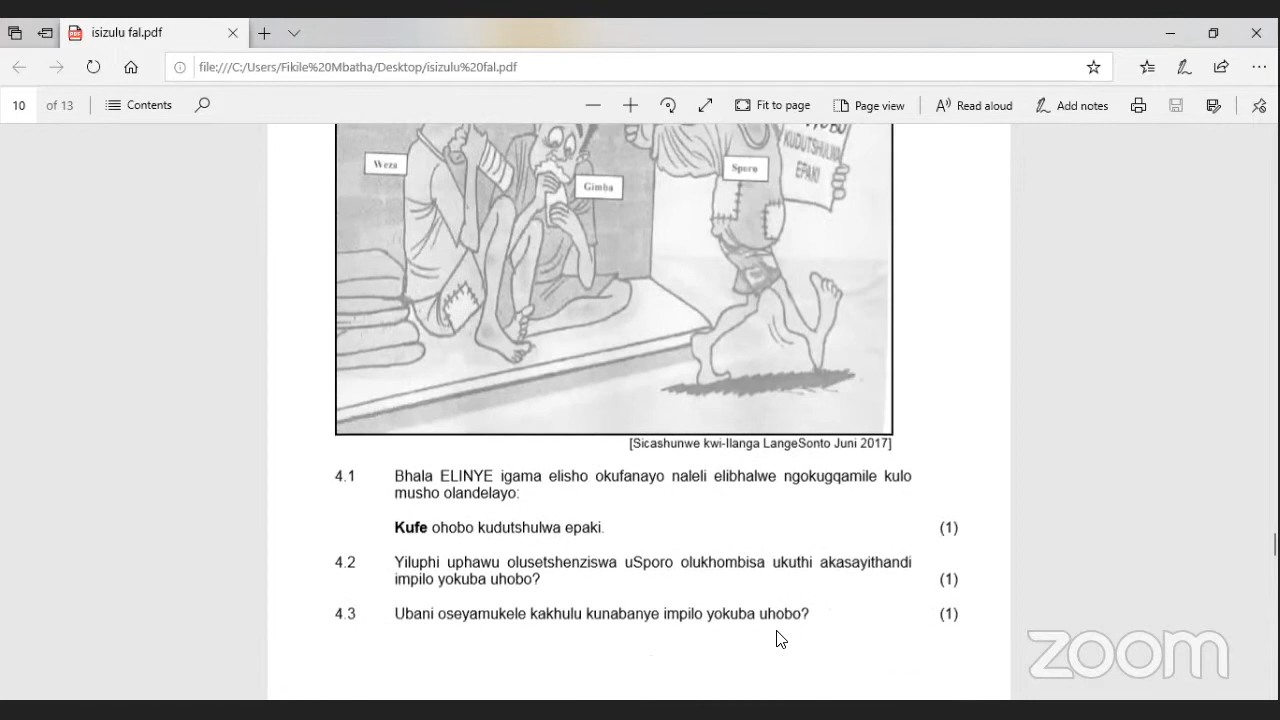 isizulu fal.pdf
file:///C:/Users/Fikile%20Mbatha/Desktop/isizulu%20fal.pdf
10 of 13 Contents Fit to page Page view Read aloud Add notes
KUDUTSHULWA
EPAKI
Weza
Sporo
Gimba
[Sicashunwe kwi-Ilanga LangeSonto Juni 2017]
4.1 Bhala ELINYE igama elisho okufanayo naleli elibhalwe ngokugqamile kulo
musho olandelayo:
Kufe ohobo kudutshulwa epaki. (1)
4.2 Yiluphi uphawu olusetshenziswa uSporo olukhombisa ukuthi akasayithandi
impilo yokuba uhobo? (1)
4.3 Ubani oseyamukele kakhulu kunabanye impilo yokuba uhobo? (1)
zoom